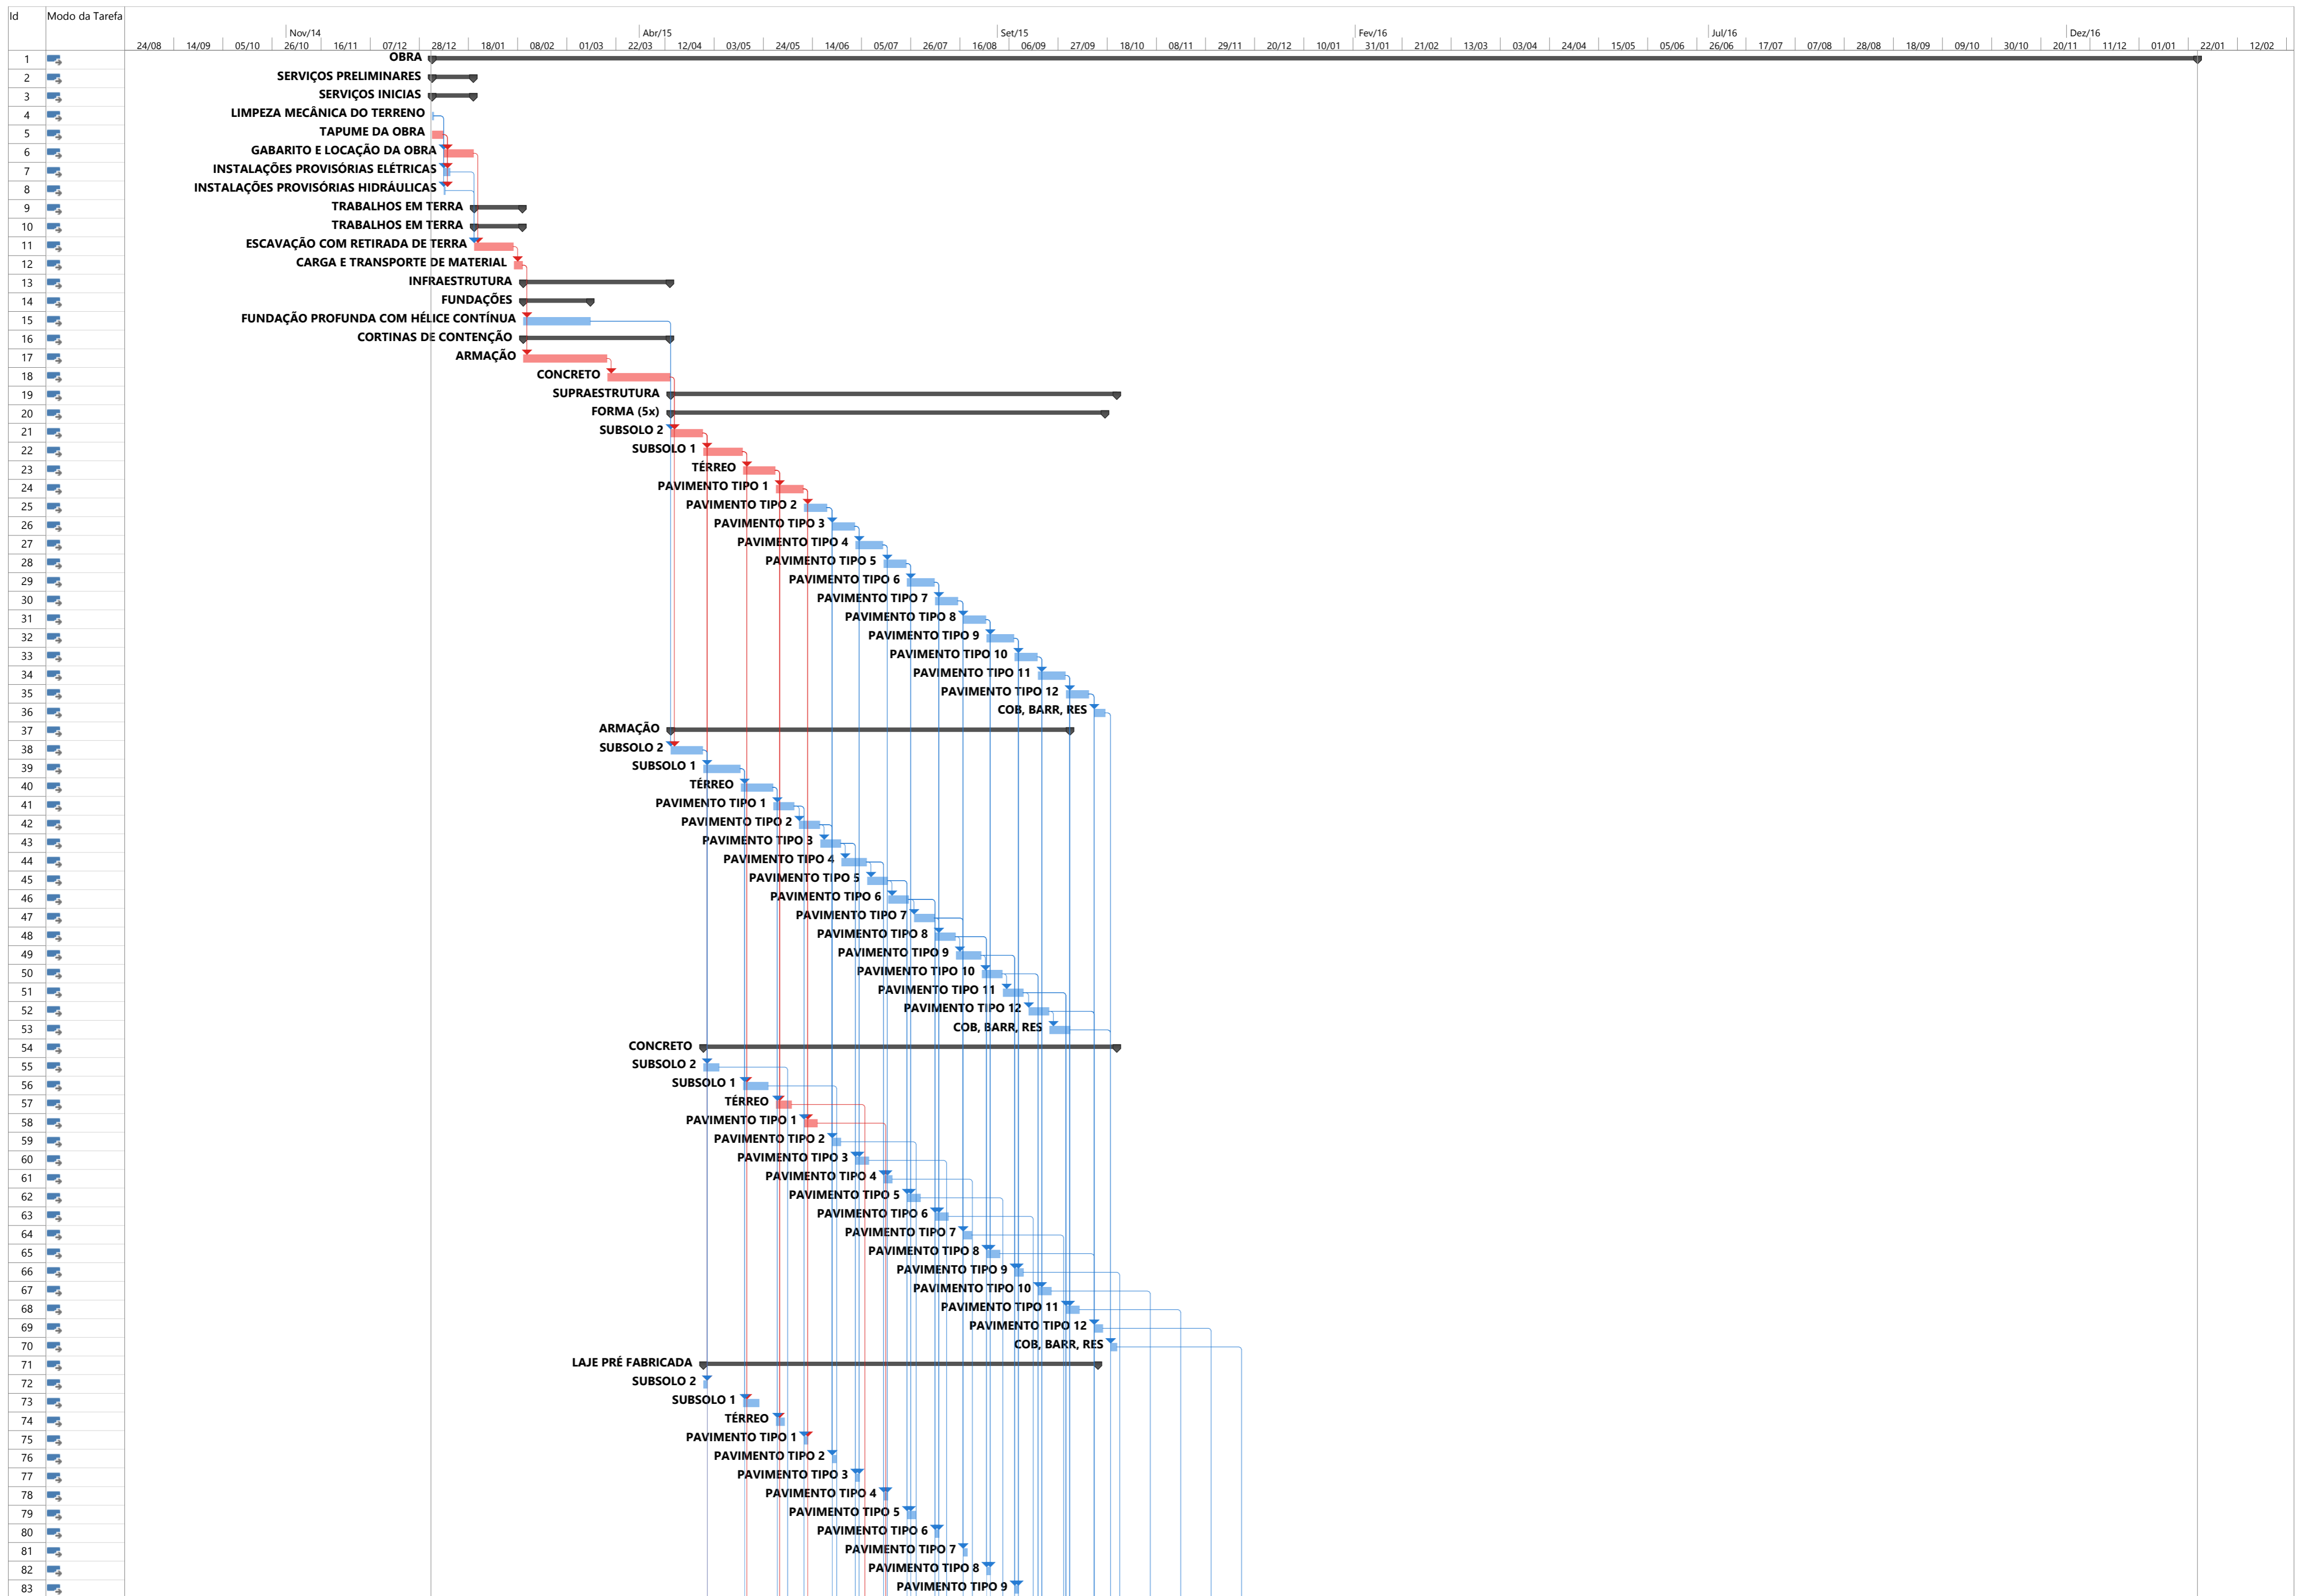 Id Modo da Tarefa
Nov/14 Abr/15 Set/15 Fev/16 Jul/16 Dez/16
24/08 14/09 05/10 26/10 16/11 07/12 28/12 18/01 08/02 01/03 22/03 12/04 03/05 24/05 14/06 05/07 26/07 16/08 06/09 27/09 18/10 08/11 29/11 20/12 10/01 31/01 21/02 13/03 03/04 24/04 15/05 05/06 26/06 17/07 07/08 28/08 18/09 09/10 30/10 20/11 11/12 01/01 22/01 12/02
1 OBRA
2 SERVIÇOS PRELIMINARES
3 SERVIÇOS INICIAS
4 LIMPEZA MECÂNICA DO TERRENO
5 TAPUME DA OBRA
6 GABARITO E LOCAÇÃO DA OBRA
7 INSTALAÇÕES PROVISÓRIAS ELÉTRICAS
8 INSTALAÇÕES PROVISÓRIAS HIDRÁULICAS
9 TRABALHOS EM TERRA
10 TRABALHOS EM TERRA
11 ESCAVAÇÃO COM RETIRADA DE TERRA
12 CARGA E TRANSPORTE DE MATERIAL
13 INFRAESTRUTURA
14 FUNDAÇÕES
15 FUNDAÇÃO PROFUNDA COM HÉLICE CONTÍNUA
16 CORTINAS DE CONTENÇÃO
17 ARMAÇÃO
18 CONCRETO
19 SUPRAESTRUTURA
20 FORMA (5x)
21 SUBSOLO 2
22 SUBSOLO 1
23 TÉRREO
24 PAVIMENTO TIPO 1
25 PAVIMENTO TIPO 2
26 PAVIMENTO TIPO 3
27 PAVIMENTO TIPO 4
28 PAVIMENTO TIPO 5
29 PAVIMENTO TIPO 6
30 PAVIMENTO TIPO 7
31 PAVIMENTO TIPO 8
32 PAVIMENTO TIPO 9
33 PAVIMENTO TIPO 10
34 PAVIMENTO TIPO 11
35 PAVIMENTO TIPO 12
36 COB, BARR, RES
37 ARMAÇÃO
38 SUBSOLO 2
39 SUBSOLO 1
40 TÉRREO
41 PAVIMENTO TIPO 1
42 PAVIMENTO TIPO 2
43 PAVIMENTO TIPO 3
44 PAVIMENTO TIPO 4
45 PAVIMENTO TIPO 5
46 PAVIMENTO TIPO 6
47 PAVIMENTO TIPO 7
48 PAVIMENTO TIPO 8
49 PAVIMENTO TIPO 9
50 PAVIMENTO TIPO 10
51 PAVIMENTO TIPO 11
52 PAVIMENTO TIPO 12
53 COB, BARR, RES
54 CONCRETO
55 SUBSOLO 2
56 SUBSOLO 1
57 TÉRREO
58 PAVIMENTO TIPO 1
59 PAVIMENTO TIPO 2
60 PAVIMENTO TIPO 3
61 PAVIMENTO TIPO 4
62 PAVIMENTO TIPO 5
63 PAVIMENTO TIPO 6
64 PAVIMENTO TIPO 7
65 PAVIMENTO TIPO 8
66 PAVIMENTO TIPO 9
67 PAVIMENTO TIPO 10
68 PAVIMENTO TIPO 11
69 PAVIMENTO TIPO 12
70 COB, BARR, RES
71 LAJE PRÉ FABRICADA
72 SUBSOLO 2
73 SUBSOLO 1
74 TÉRREO
75 PAVIMENTO TIPO 1
76 PAVIMENTO TIPO 2
77 PAVIMENTO TIPO 3
78 PAVIMENTO TIPO 4
79 PAVIMENTO TIPO 5
80 PAVIMENTO TIPO 6
81 PAVIMENTO TIPO 7
82 PAVIMENTO TIPO 8
83 PAVIMENTO TIPO 9